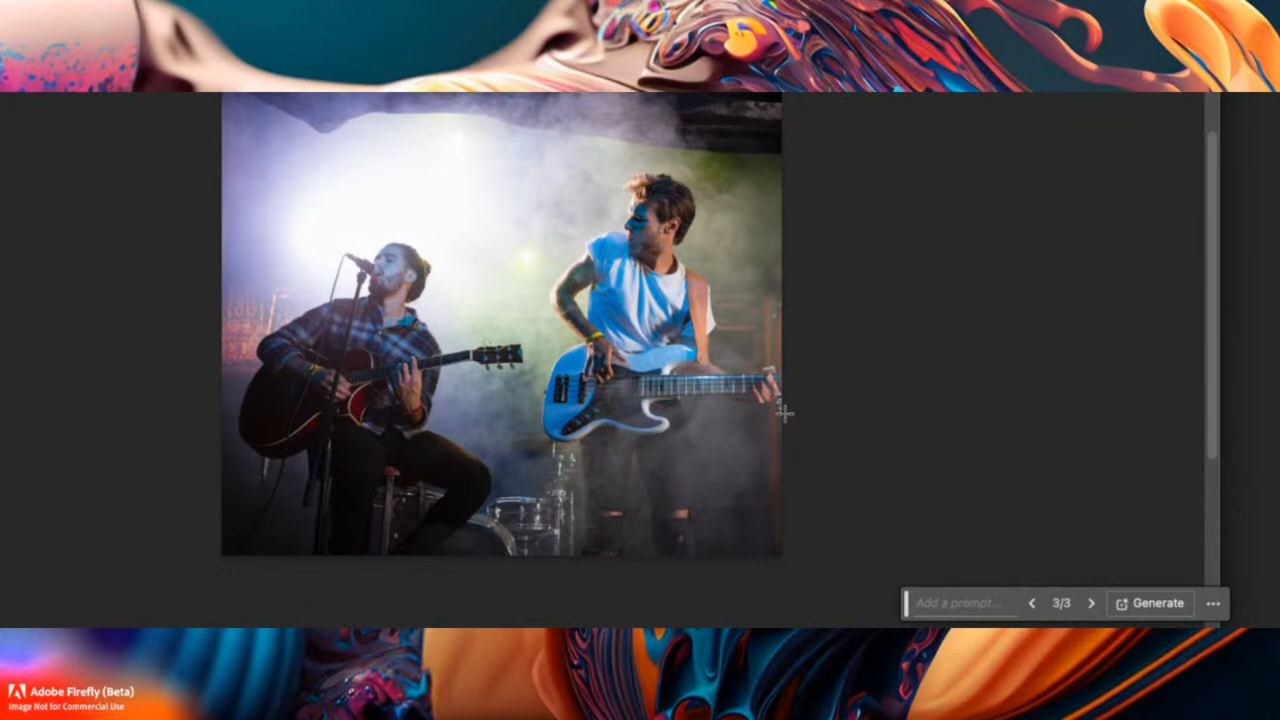 Add a prompt...
3/3
Generate
Adobe Firefly (Beta)
Image Not for Commercial Use